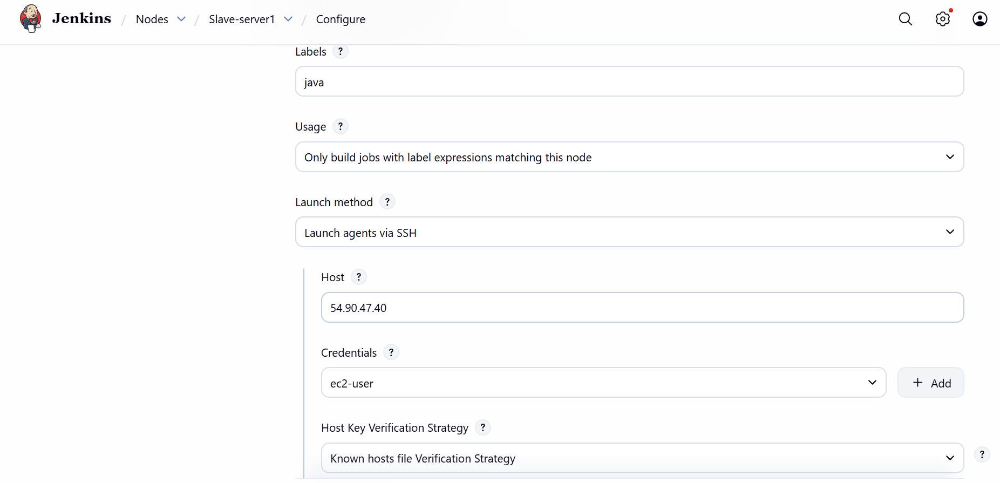 Jenkins / Nodes / Slave-server1 / Configure
Labels ?
java
Usage ?
Only build jobs with label expressions matching this node
Launch method ?
Launch agents via SSH
Host ?
54.90.47.40
Credentials ?
ec2-user
+ Add
Host Key Verification Strategy ?
Known hosts file Verification Strategy
?